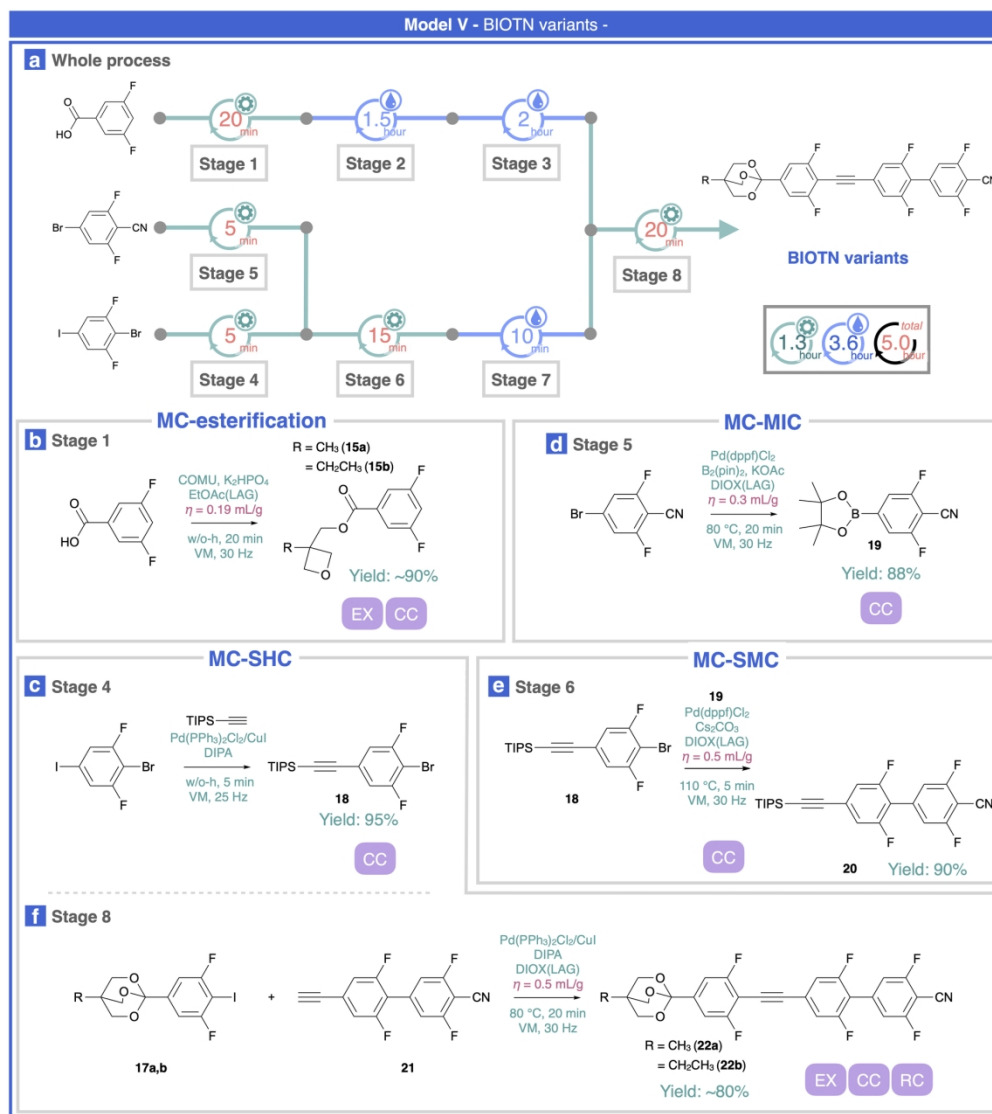 Model V - BIOTN variants -
a Whole process
O
HO
F
F
20 min
Stage 1
1.5 hour
Stage 2
2 hour
Stage 3
Br
F
CN
F
5 min
Stage 5
I
F
Br
F
5 min
Stage 4
15 min
Stage 6
10 min
Stage 7
20 min
Stage 8
R
O
O
O
F
F
F
F
F
F
CN
BIOTN variants
1.3 hour
3.6 hour
total
5.0 hour
MC-esterification
b Stage 1
O
HO
F
F
COMU, K₂HPO₄
EtOAc(LAG)
η = 0.19 mL/g
w/o-h, 20 min
VM, 30 Hz
R = CH₃ (15a)
= CH₂CH₃ (15b)
O
O
F
F
R
O
Yield: ~90%
EX CC
MC-MIC
d Stage 5
Br
F
CN
F
Pd(dppf)Cl₂
B₂(pin)₂, KOAc
DIOX(LAG)
η = 0.3 mL/g
80 °C, 20 min
VM, 30 Hz
O
B
O
F
CN
F
19
Yield: 88%
CC
MC-SHC
c Stage 4
I
F
Br
F
TIPS
Pd(PPh₃)₂Cl₂/CuI
DIPA
w/o-h, 5 min
VM, 25 Hz
TIPS
F
Br
F
18
Yield: 95%
CC
MC-SMC
e Stage 6
TIPS
F
Br
F
18
19
Pd(dppf)Cl₂
Cs₂CO₃
DIOX(LAG)
η = 0.5 mL/g
110 °C, 5 min
VM, 30 Hz
CC
TIPS
F
F
F
F
CN
20
Yield: 90%
f Stage 8
R
O
O
O
F
I
F
17a,b
+
F
F
F
F
CN
21
Pd(PPh₃)₂Cl₂/CuI
DIPA
DIOX(LAG)
η = 0.5 mL/g
80 °C, 20 min
VM, 30 Hz
R
O
O
O
F
F
F
F
F
F
CN
R = CH₃ (22a)
= CH₂CH₃ (22b)
Yield: ~80%
EX CC RC